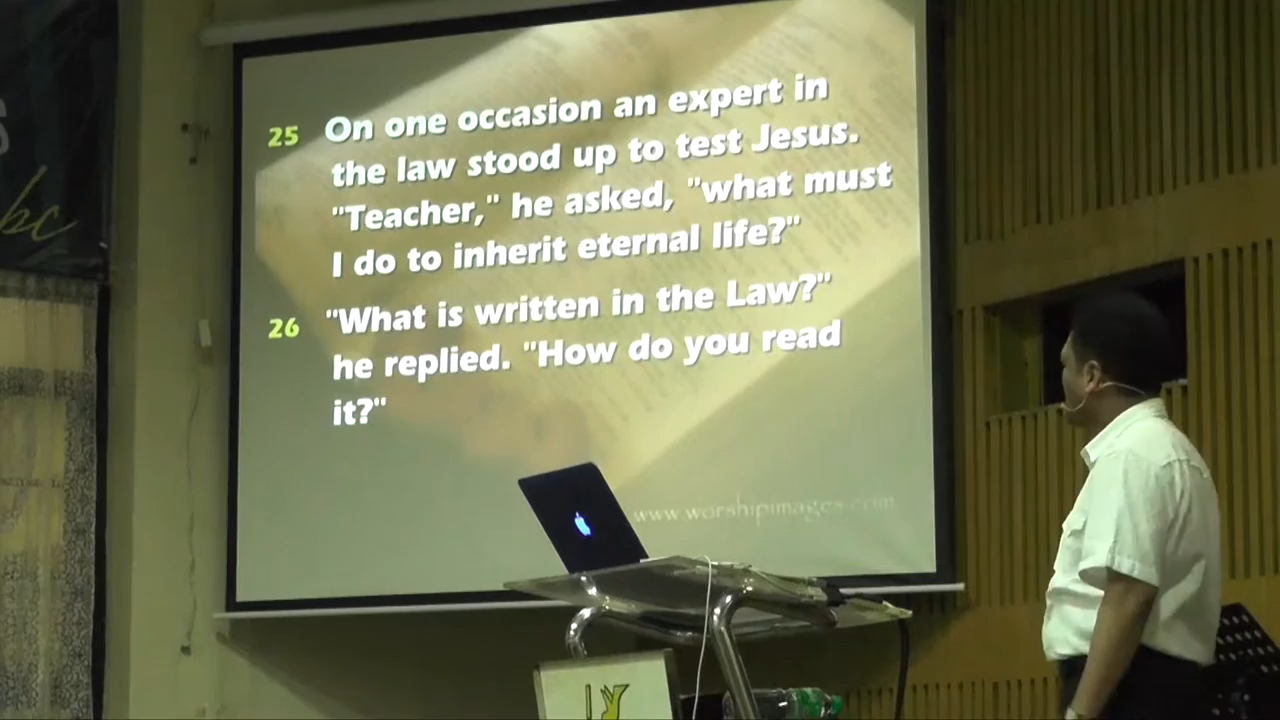 25 On one occasion an expert in
the law stood up to test Jesus.
"Teacher," he asked, "what must
I do to inherit eternal life?"
26 "What is written in the Law?"
he replied. "How do you read
it?"
www.worshipimages.com
S
bc